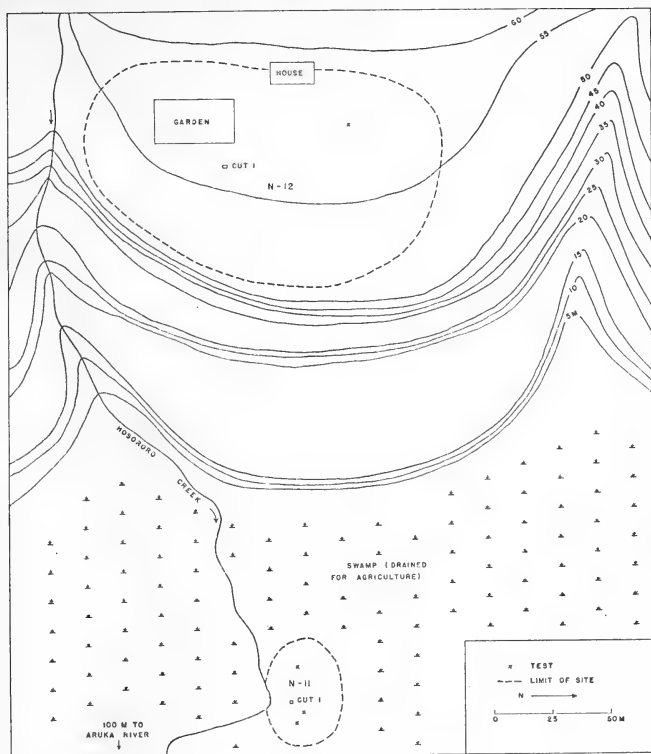 60
55
50
45
40
35
30
25
20
15
10
5 M
HOUSE
GARDEN
CUT 1
N-12
HOSORORO
CREEK
SWAMP (DRAINED
FOR AGRICULTURE)
N-11
CUT 1
100 M TO
ARUKA RIVER
TEST
LIMIT OF SITE
N
0 25 50 M